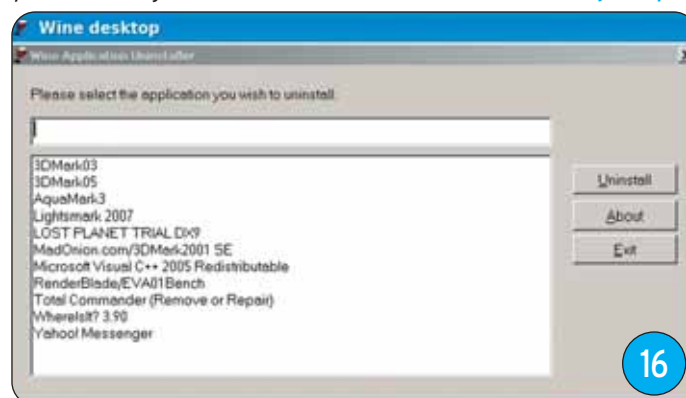 Wine desktop
Wine Application Uninstaller
Please select the application you wish to uninstall:
3DMark03
3DMark05
AquaMark3
Lightsmark 2007
LOST PLANET TRIAL DX9
MadOnion.com/3DMark2001 SE
Microsoft Visual C++ 2005 Redistributable
RenderBlade/EVA01Bench
Total Commander (Remove or Repair)
WhereIsIt? 3.90
Yahoo! Messenger
Uninstall
About
Exit
16